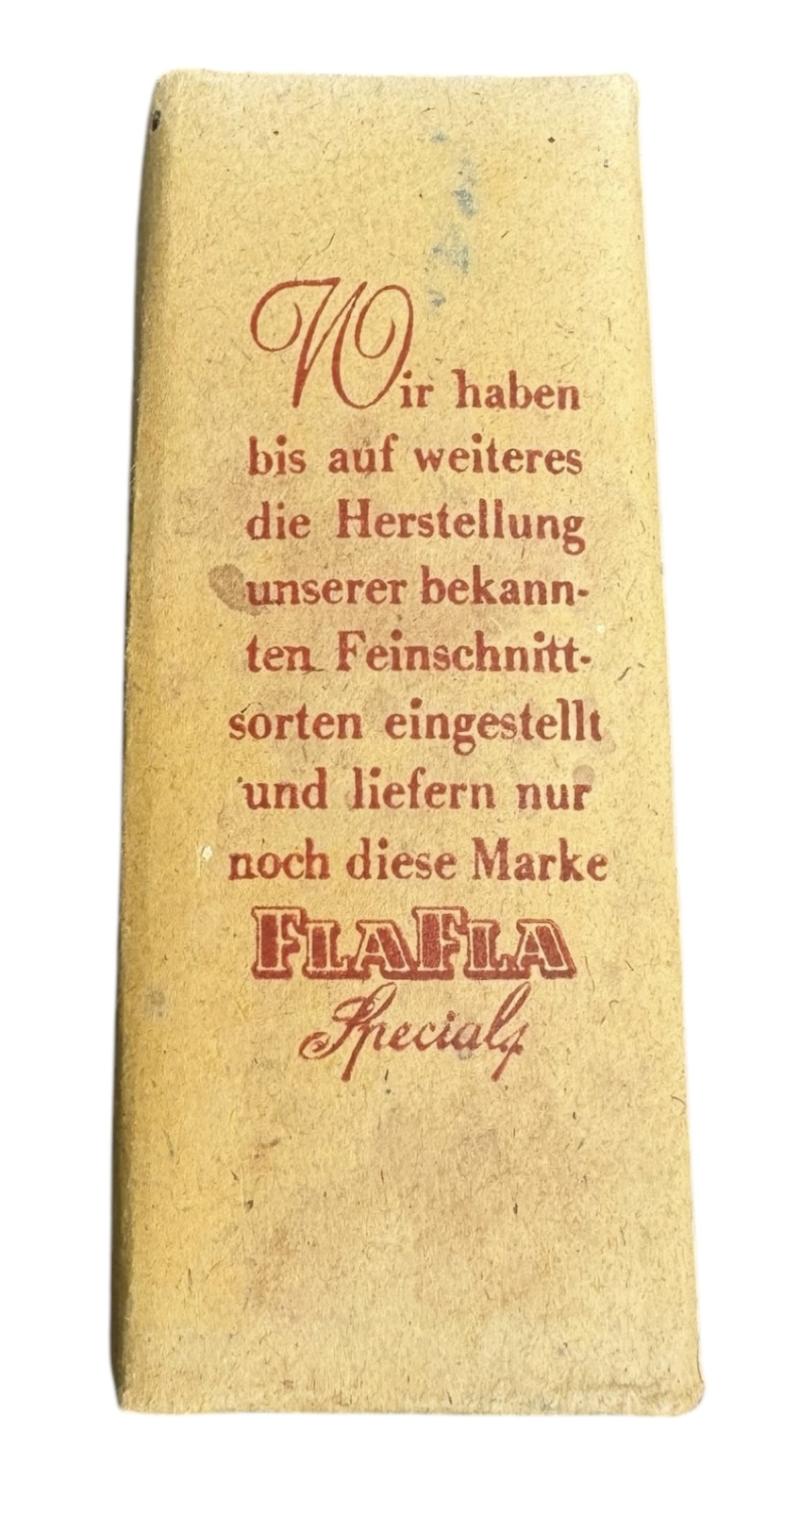 Wir haben
bis auf weiteres
die Herstellung
unserer bekann-
ten Feinschnitt-
sorten eingestellt
und liefern nur
noch diese Marke
FLAFLA
Special